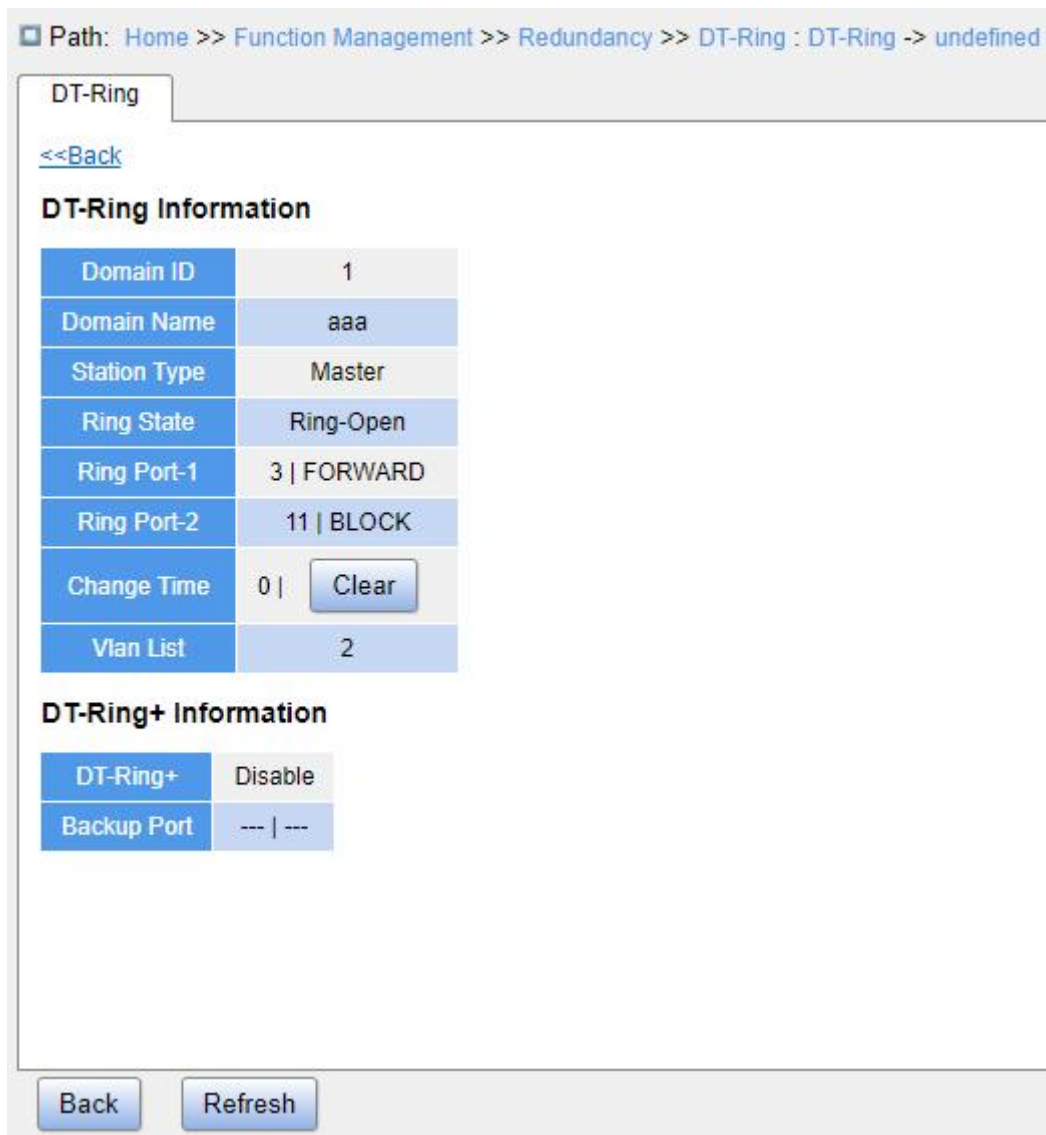 Path: Home >> Function Management >> Redundancy >> DT-Ring : DT-Ring -> undefined
DT-Ring
<<Back
DT-Ring Information
Domain ID 1
Domain Name aaa
Station Type Master
Ring State Ring-Open
Ring Port-1 3 | FORWARD
Ring Port-2 11 | BLOCK
Change Time 0 | Clear
Vlan List 2
DT-Ring+ Information
DT-Ring+ Disable
Backup Port --- | ---
Back Refresh